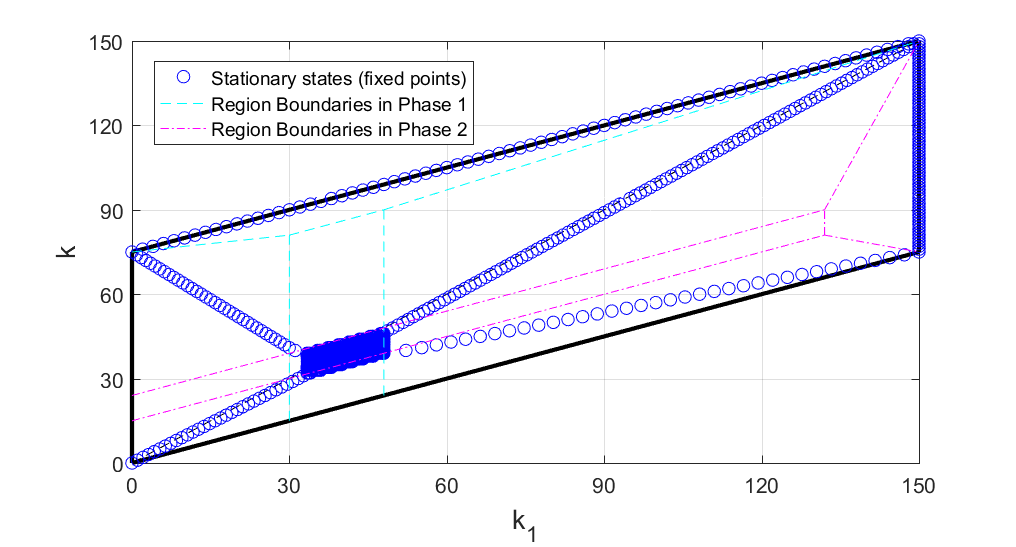 150
Stationary states (fixed points)
Region Boundaries in Phase 1
Region Boundaries in Phase 2
120
90
k
60
30
0
0 30 60 90 120 150
k1